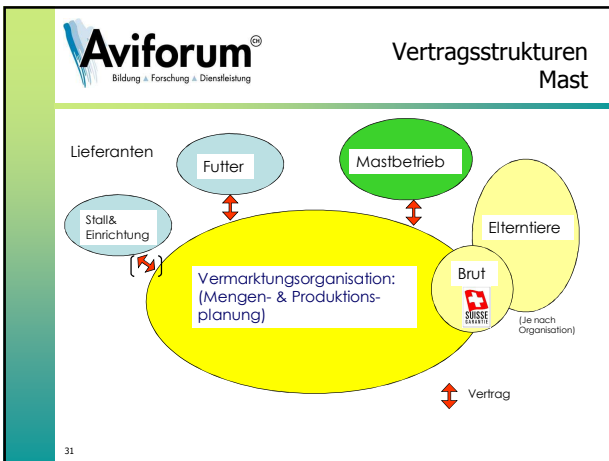 Aviforum CH
Bildung ▲ Forschung ▲ Dienstleistung
Vertragsstrukturen
Mast
Lieferanten
Futter
Mastbetrieb
Stall&
Einrichtung
Elterntiere
( )
Vermarktungsorganisation:
(Mengen- & Produktions-
planung)
Brut
SUISSE
GARANTIE
(Je nach
Organisation)
Vertrag
31